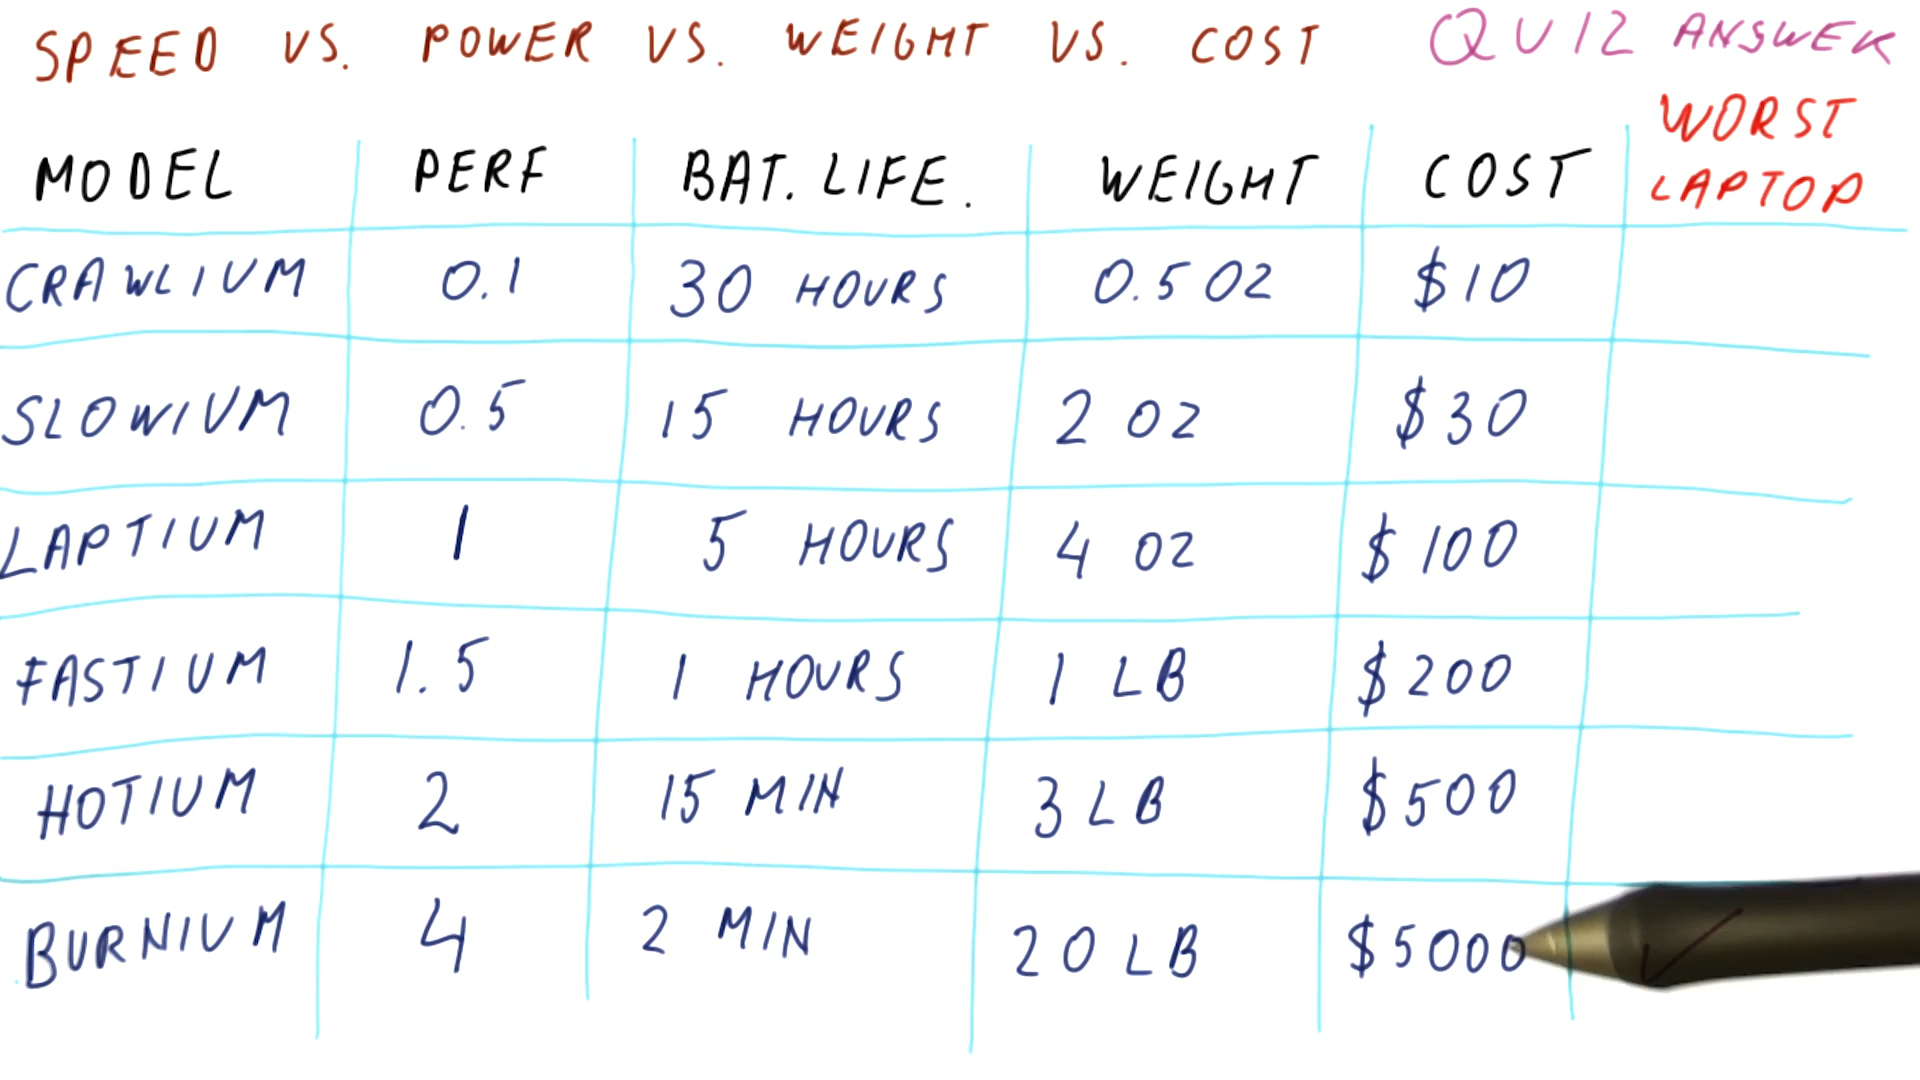 SPEED VS. POWER VS. WEIGHT VS. COST QUIZ ANSWER
WORST
LAPTOP
MODEL PERF BAT. LIFE. WEIGHT COST
CRAWLIUM 0.1 30 HOURS 0.5 OZ $10
SLOWIUM 0.5 15 HOURS 2 OZ $30
LAPTIUM 1 5 HOURS 4 OZ $100
FASTIUM 1.5 1 HOURS 1 LB $200
HOTIUM 2 15 MIN 3 LB $500
BURNIUM 4 2 MIN 20 LB $5000 ✓